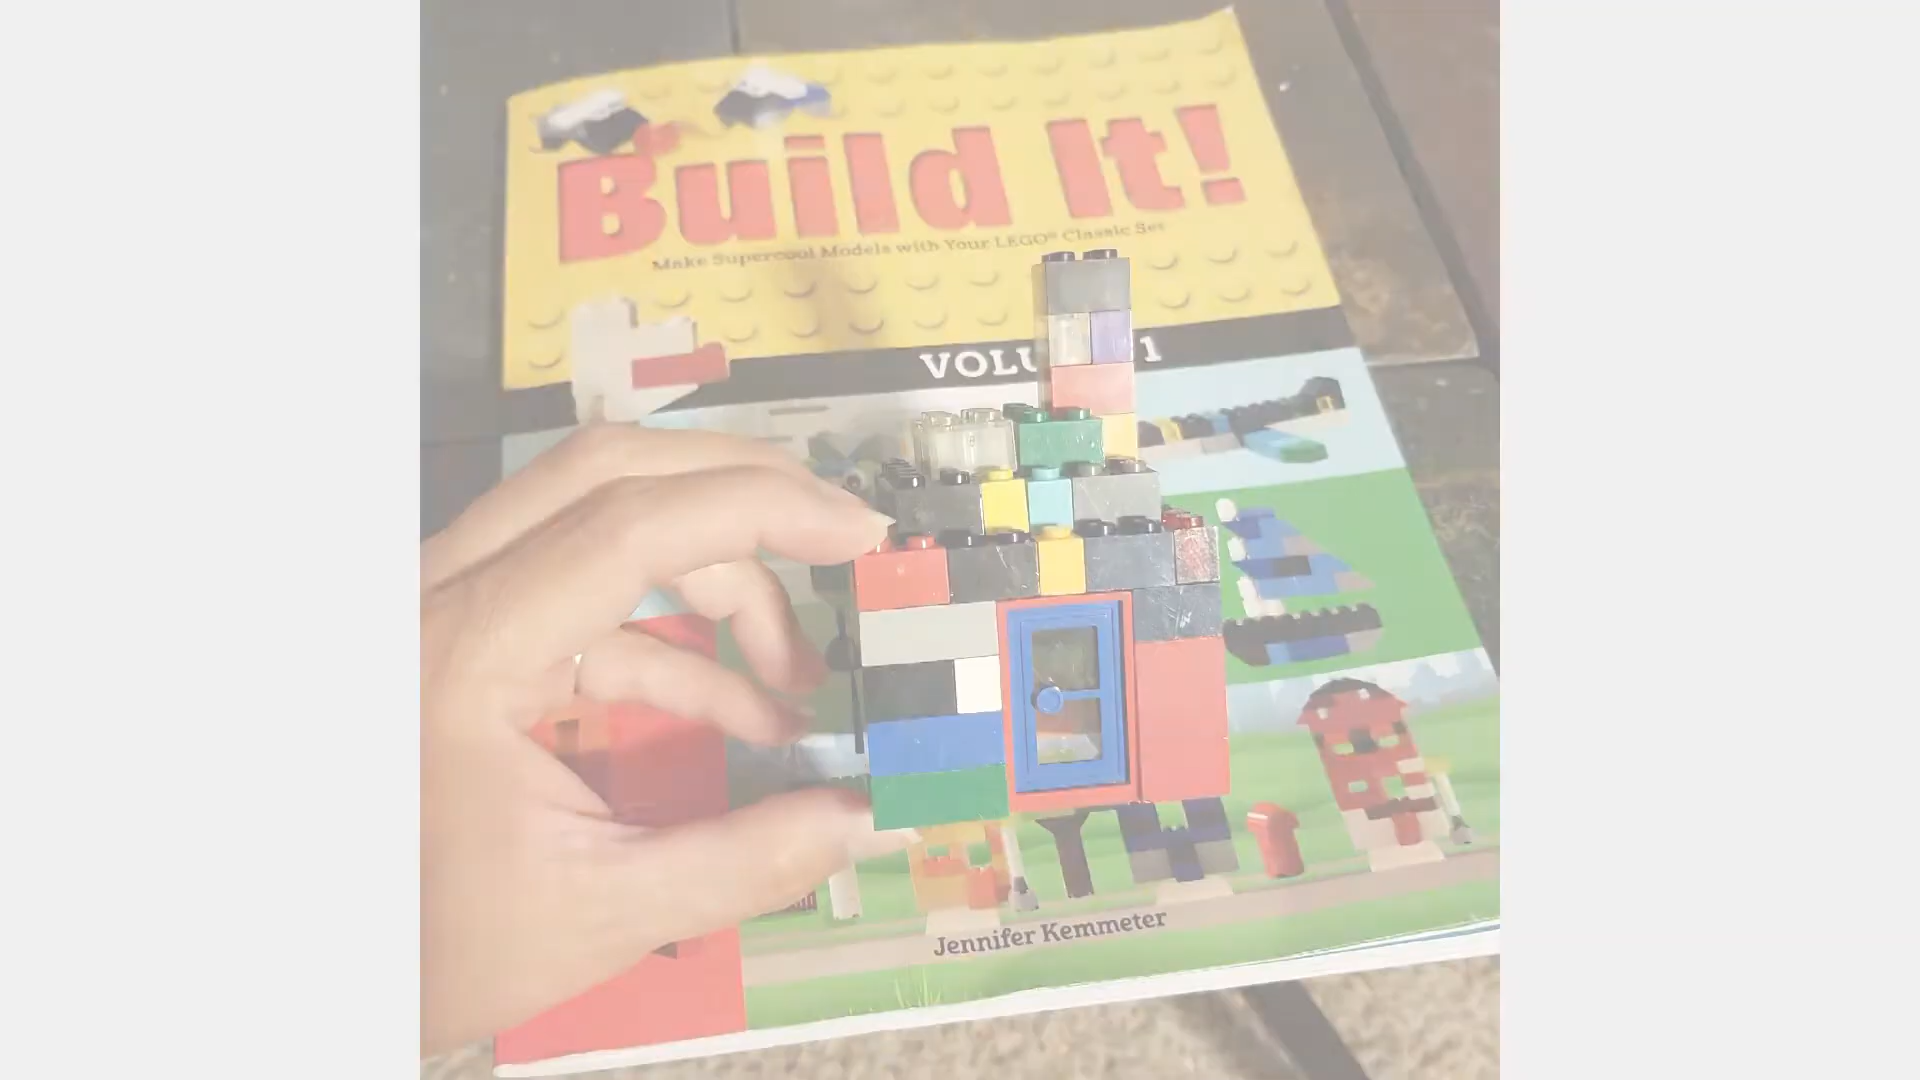 Build It!
Make Supercool Models with Your LEGO® Classic Set
VOLU 1
Jennifer Kemmeter